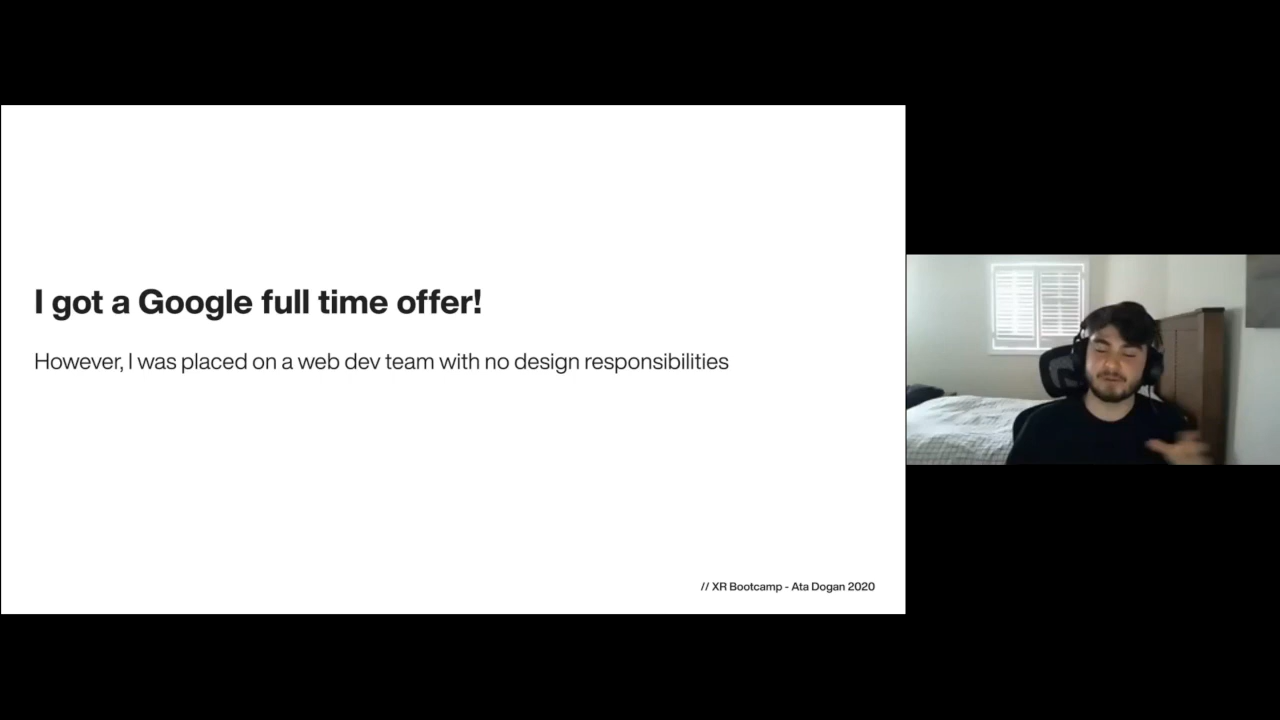 I got a Google full time offer!
However, I was placed on a web dev team with no design responsibilities
// XR Bootcamp - Ata Dogan 2020